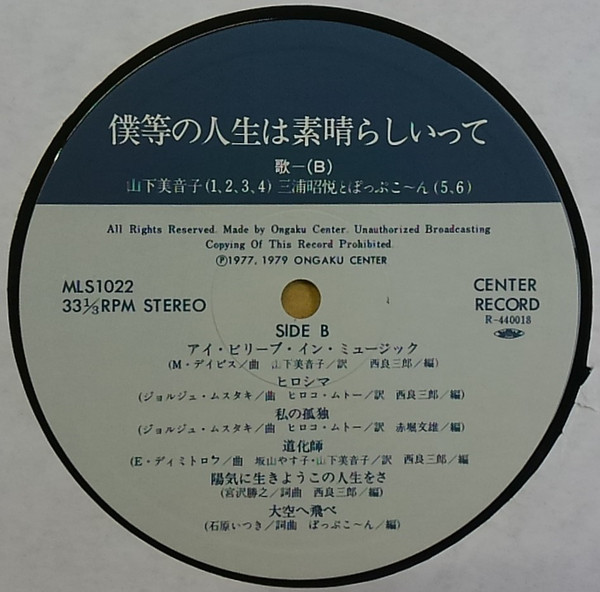 僕等の人生は素晴らしいって
歌—(B)
山下美音子(1,2,3,4) 三浦昭悦とぽっぷこ〜ん(5,6)
All Rights Reserved. Made by Ongaku Center. Unauthorized Broadcasting
Copying Of This Record Prohibited.
Ⓟ1977, 1979 ONGAKU CENTER
MLS1022
33⅓RPM STEREO
CENTER
RECORD
R-440018
SIDE B
アイ・ビリーブ・イン・ミュージック
(M・デイビス/曲 山下美音子/訳 西良三郎/編)
ヒロシマ
(ジョルジュ・ムスタキ/曲 ヒロコ・ムトー/訳 西良三郎/編)
私の孤独
(ジョルジュ・ムスタキ/曲 ヒロコ・ムトー/訳 赤堀文雄/編)
道化師
(E・ディミトロフ/曲 坂山やす子・山下美音子/訳 西良三郎/編
陽気に生きようこの人生をさ
(宮沢勝之/詞曲 西良三郎/編)
大空へ飛べ
(石原いつき/詞曲 ぽっぷこ〜ん/編)